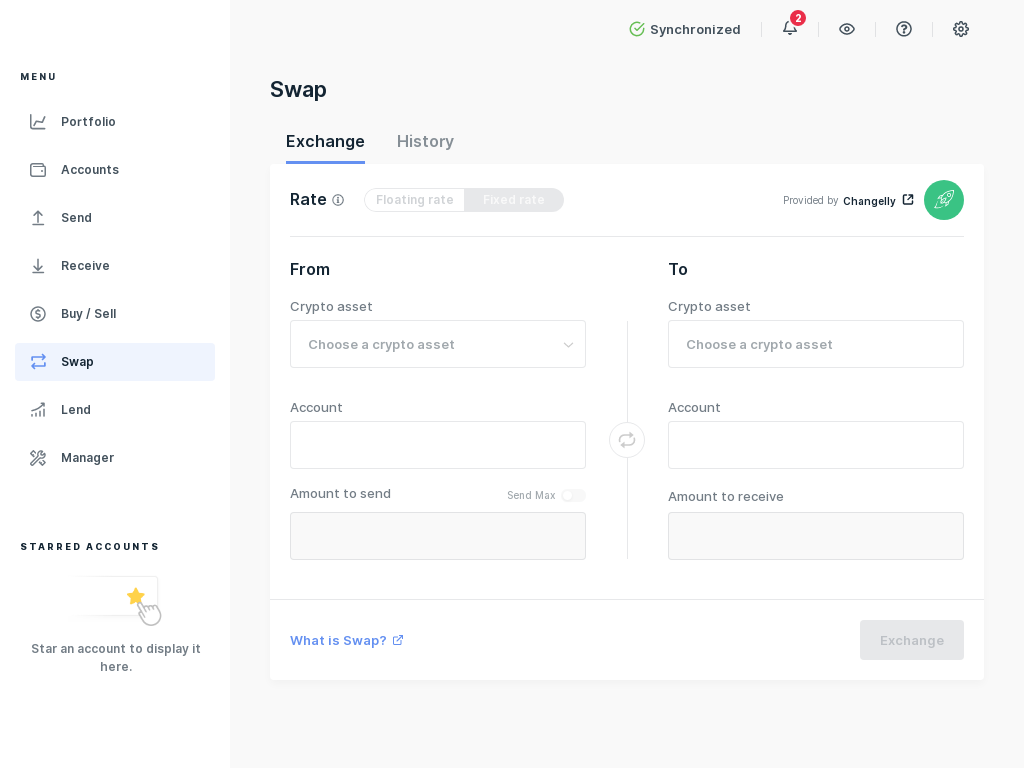 Synchronized
2
MENU
Portfolio
Accounts
Send
Receive
Buy / Sell
Swap
Lend
Manager
STARRED ACCOUNTS
Star an account to display it
here.
Swap
Exchange
History
Rate
Floating rate
Fixed rate
Provided by Changelly
From
Crypto asset
Choose a crypto asset
Account
Amount to send
Send Max
To
Crypto asset
Choose a crypto asset
Account
Amount to receive
What is Swap?
Exchange